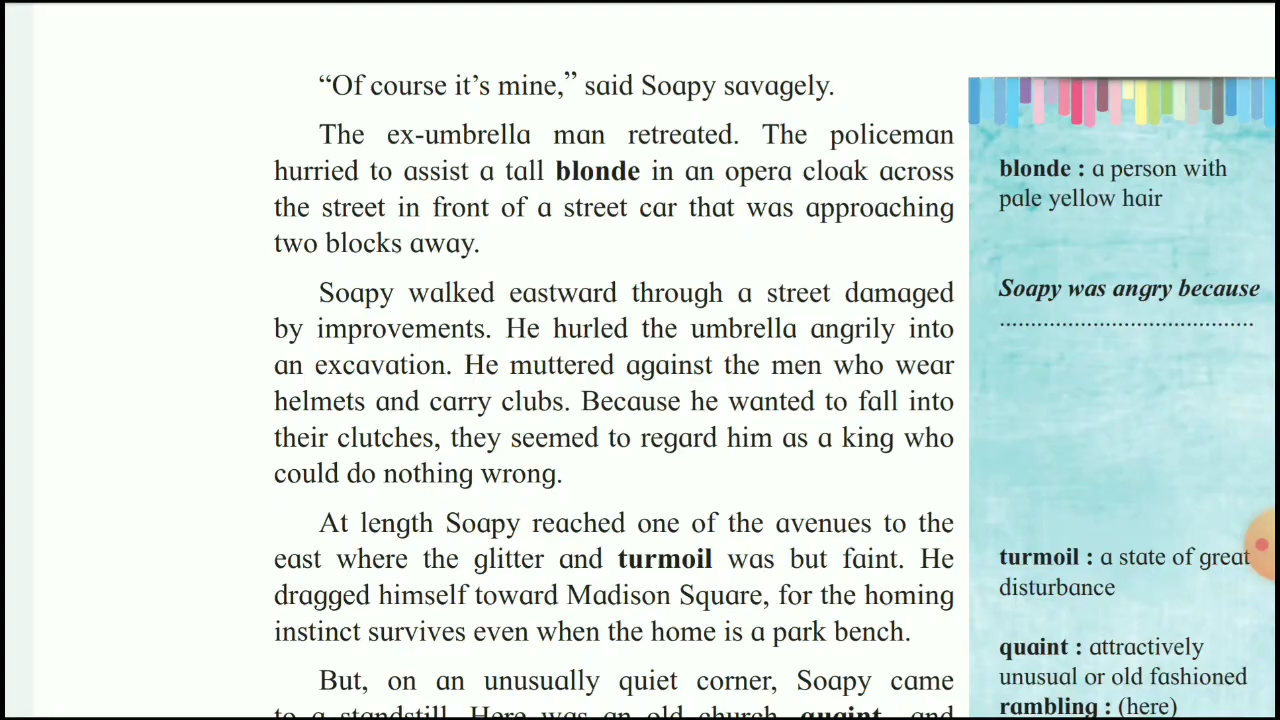 “Of course it’s mine,” said Soapy savagely.
The ex-umbrella man retreated. The policeman
hurried to assist a tall blonde in an opera cloak across
the street in front of a street car that was approaching
two blocks away.
Soapy walked eastward through a street damaged
by improvements. He hurled the umbrella angrily into
an excavation. He muttered against the men who wear
helmets and carry clubs. Because he wanted to fall into
their clutches, they seemed to regard him as a king who
could do nothing wrong.
At length Soapy reached one of the avenues to the
east where the glitter and turmoil was but faint. He
dragged himself toward Madison Square, for the homing
instinct survives even when the home is a park bench.
But, on an unusually quiet corner, Soapy came
to a standstill. Here was an old church, quaint and
blonde : a person with
pale yellow hair
Soapy was angry because
.........................................
turmoil : a state of great
disturbance
quaint : attractively
unusual or old fashioned
rambling : (here)